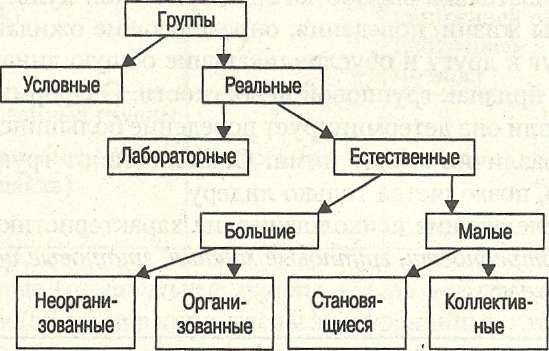 Группы
Условные
Реальные
Лабораторные
Естественные
Большие
Малые
Неоргани-
зованные
Органи-
зованные
Становя-
щиеся
Коллектив-
ные